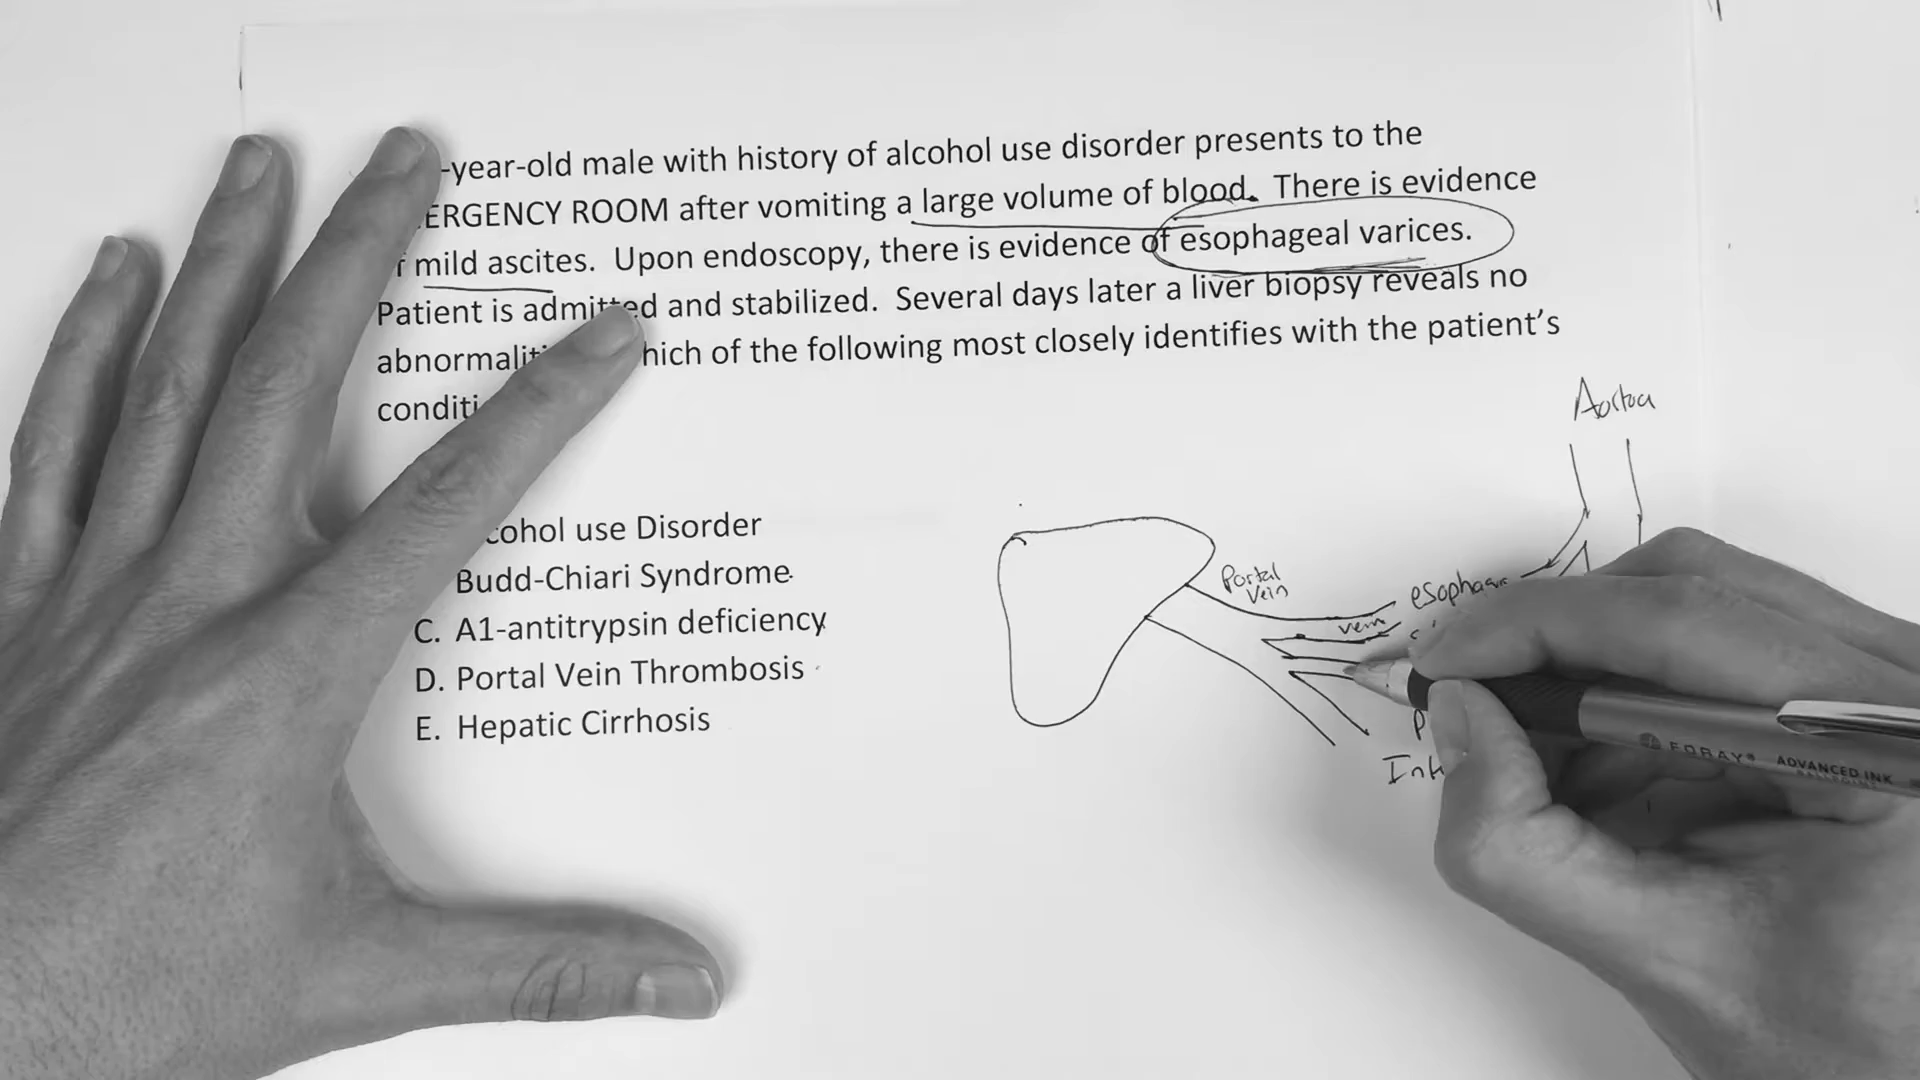 -year-old male with history of alcohol use disorder presents to the
ERGENCY ROOM after vomiting a large volume of blood. There is evidence
mild ascites. Upon endoscopy, there is evidence of esophageal varices.
Patient is admitted and stabilized. Several days later a liver biopsy reveals no
abnormaliti hich of the following most closely identifies with the patient's
conditi
cohol use Disorder
Budd-Chiari Syndrome
C. A1-antitrypsin deficiency
D. Portal Vein Thrombosis
E. Hepatic Cirrhosis
Aorta
Portal
Vein
vein
FORAY ADVANCED INK